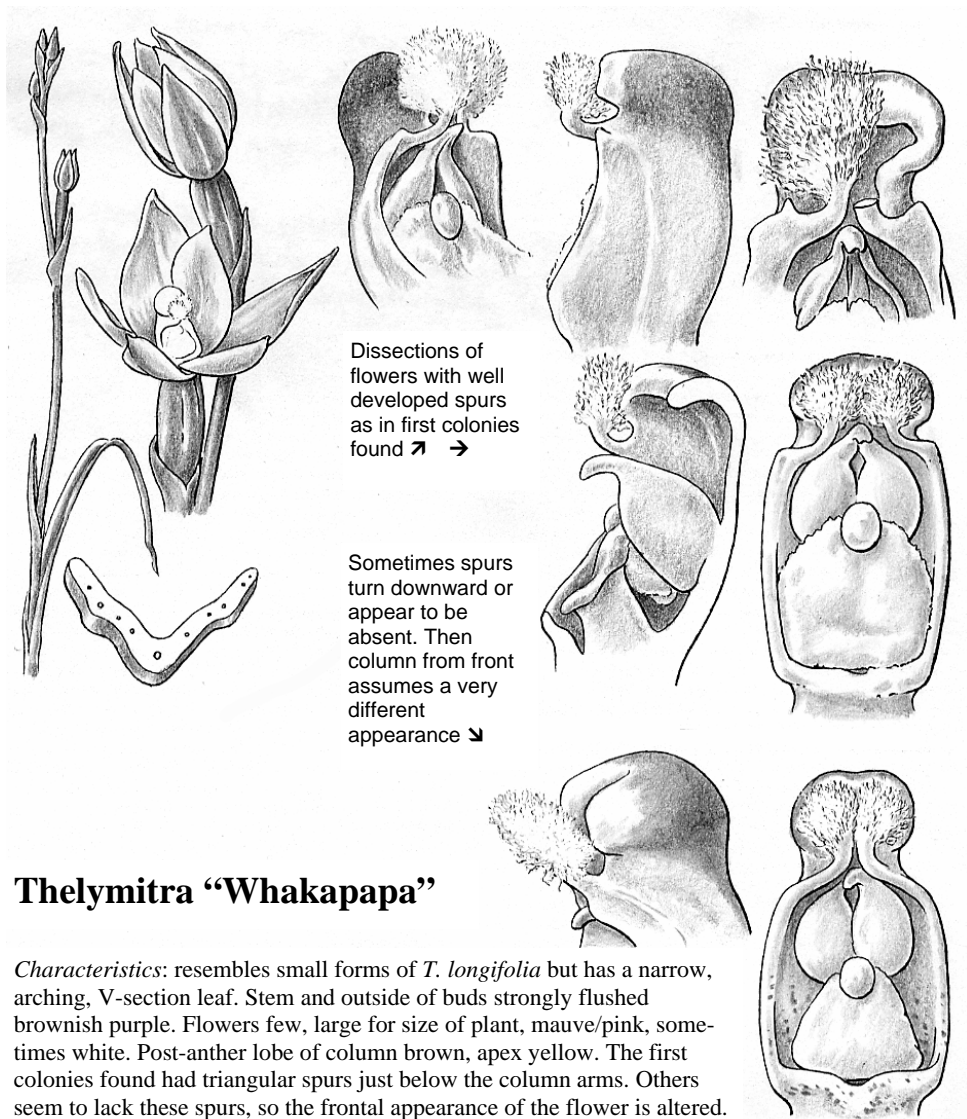 Dissections of
flowers with well
developed spurs
as in first colonies
found ↗ →
Sometimes spurs
turn downward or
appear to be
absent. Then
column from front
assumes a very
different
appearance ↘
Thelymitra “Whakapapa”
Characteristics: resembles small forms of T. longifolia but has a narrow,
arching, V-section leaf. Stem and outside of buds strongly flushed
brownish purple. Flowers few, large for size of plant, mauve/pink, some-
times white. Post-anther lobe of column brown, apex yellow. The first
colonies found had triangular spurs just below the column arms. Others
seem to lack these spurs, so the frontal appearance of the flower is altered.